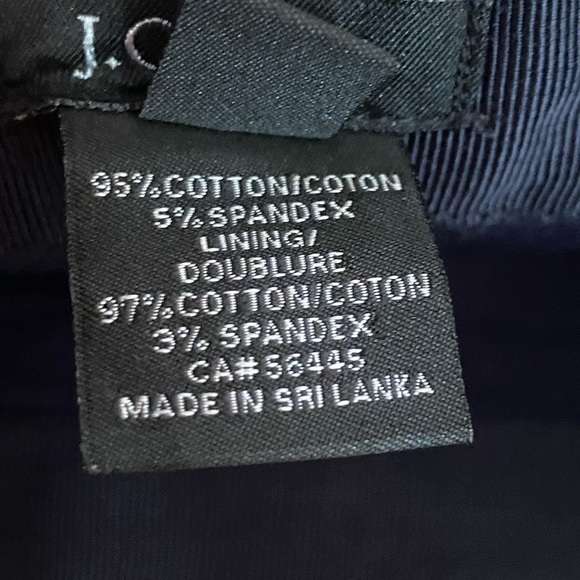 J.C
95% COTTON/COTON
5% SPANDEX
LINING/
DOUBLURE
97% COTTON/COTON
3% SPANDEX
CA#56445
MADE IN SRI LANKA